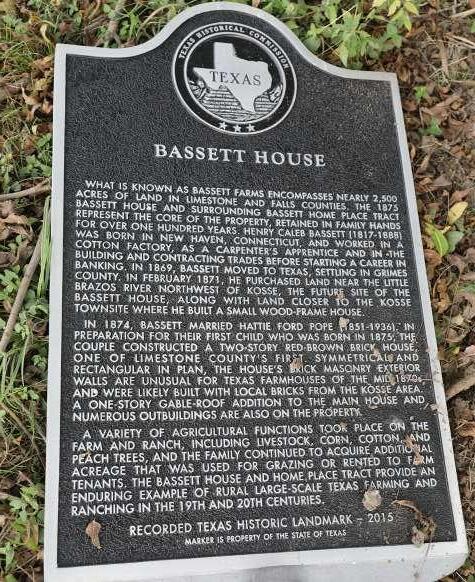 TEXAS HISTORICAL COMMISSION
TEXAS
BASSETT HOUSE
WHAT IS KNOWN AS BASSETT FARMS ENCOMPASSES NEARLY 2,500
ACRES OF LAND IN LIMESTONE AND FALLS COUNTIES. THE 1875
BASSETT HOUSE AND SURROUNDING BASSETT HOME PLACE TRACT
REPRESENT THE CORE OF THE PROPERTY, RETAINED IN FAMILY HANDS
FOR OVER ONE HUNDRED YEARS. HENRY CALEB BASSETT (1817-1888)
WAS BORN IN NEW HAVEN, CONNECTICUT, AND WORKED IN A
COTTON FACTORY, AS A CARPENTER'S APPRENTICE AND IN THE
BUILDING AND CONTRACTING TRADES BEFORE STARTING A CAREER IN
BANKING. IN 1869, BASSETT MOVED TO TEXAS, SETTLING IN GRIMES
COUNTY. IN FEBRUARY 1871, HE PURCHASED LAND NEAR THE LITTLE
BRAZOS RIVER NORTHWEST OF KOSSE, THE FUTURE SITE OF THE
BASSETT HOUSE, ALONG WITH LAND CLOSER TO THE KOSSE
TOWNSITE WHERE HE BUILT A SMALL WOOD-FRAME HOUSE.
IN 1874, BASSETT MARRIED HATTIE FORD POPE (1851-1936). IN
PREPARATION FOR THEIR FIRST CHILD WHO WAS BORN IN 1875, THE
COUPLE CONSTRUCTED A TWO-STORY RED-BROWN BRICK HOUSE,
ONE OF LIMESTONE COUNTY'S FIRST. SYMMETRICAL AND
RECTANGULAR IN PLAN, THE HOUSE'S BRICK MASONRY EXTERIOR
WALLS ARE UNUSUAL FOR TEXAS FARMHOUSES OF THE MID 1870s
AND WERE LIKELY BUILT WITH LOCAL BRICKS FROM THE KOSSE AREA.
A ONE-STORY GABLE-ROOF ADDITION TO THE MAIN HOUSE AND
NUMEROUS OUTBUILDINGS ARE ALSO ON THE PROPERTY.
A VARIETY OF AGRICULTURAL FUNCTIONS TOOK PLACE ON THE
FARM AND RANCH, INCLUDING LIVESTOCK, CORN, COTTON, AND
PEACH TREES, AND THE FAMILY CONTINUED TO ACQUIRE ADDITIONAL
ACREAGE THAT WAS USED FOR GRAZING OR RENTED TO FARM
TENANTS. THE BASSETT HOUSE AND HOME PLACE TRACT PROVIDE AN
ENDURING EXAMPLE OF RURAL LARGE-SCALE TEXAS FARMING AND
RANCHING IN THE 19TH AND 20TH CENTURIES.
RECORDED TEXAS HISTORIC LANDMARK – 2015
MARKER IS PROPERTY OF THE STATE OF TEXAS